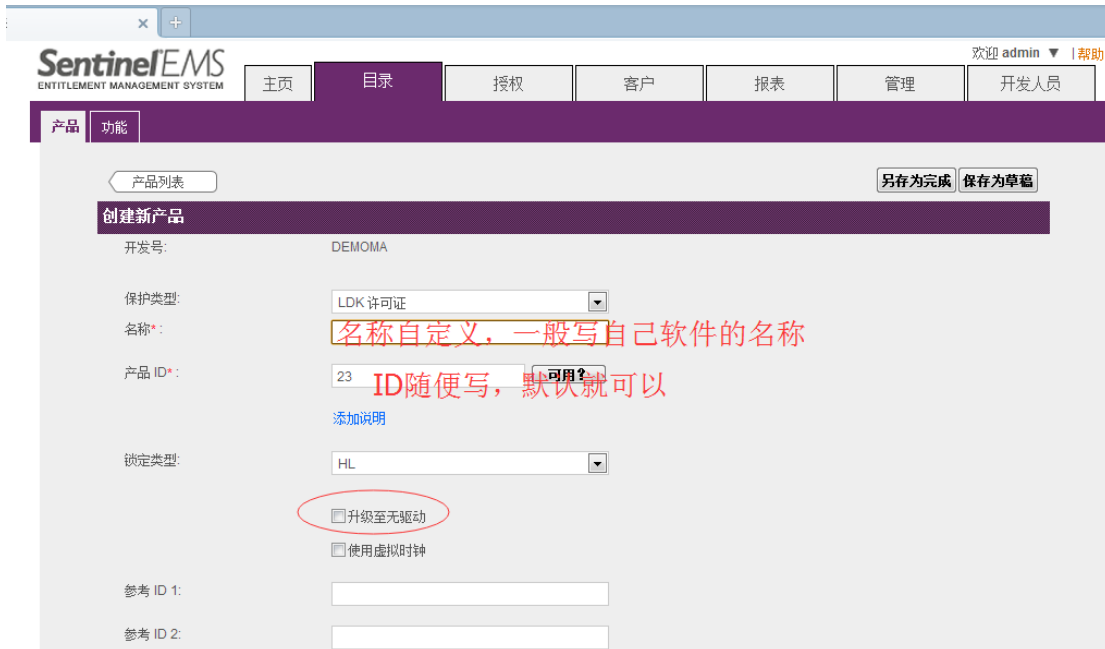 欢迎 admin ▼ | 帮助
Sentinel EMS
ENTITLEMENT MANAGEMENT SYSTEM
主页 目录 授权 客户 报表 管理 开发人员
产品 功能
产品列表 另存为完成 保存为草稿
创建新产品
开发号: DEMOMA
保护类型: LDK 许可证
名称*: 名称自定义，一般写自己软件的名称
产品 ID*: 23 可用？
ID随便写，默认就可以
添加说明
锁定类型: HL
升级至无驱动
使用虚拟时钟
参考 ID 1:
参考 ID 2: